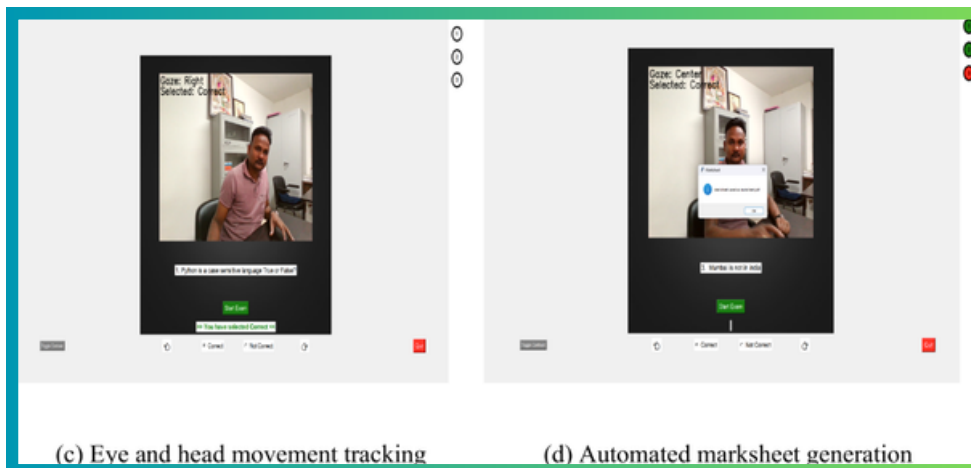 Gaze: Right
Selected: Correct
1. Python is a case sensitive language True or False?
Start Exam
** You have selected Correct **
Correct
Not Correct
Quit
(c) Eye and head movement tracking
Gaze: Center
Selected: Correct
3. Mumbai is not in India
Start Exam
Correct
Not Correct
Quit
(d) Automated marksheet generation